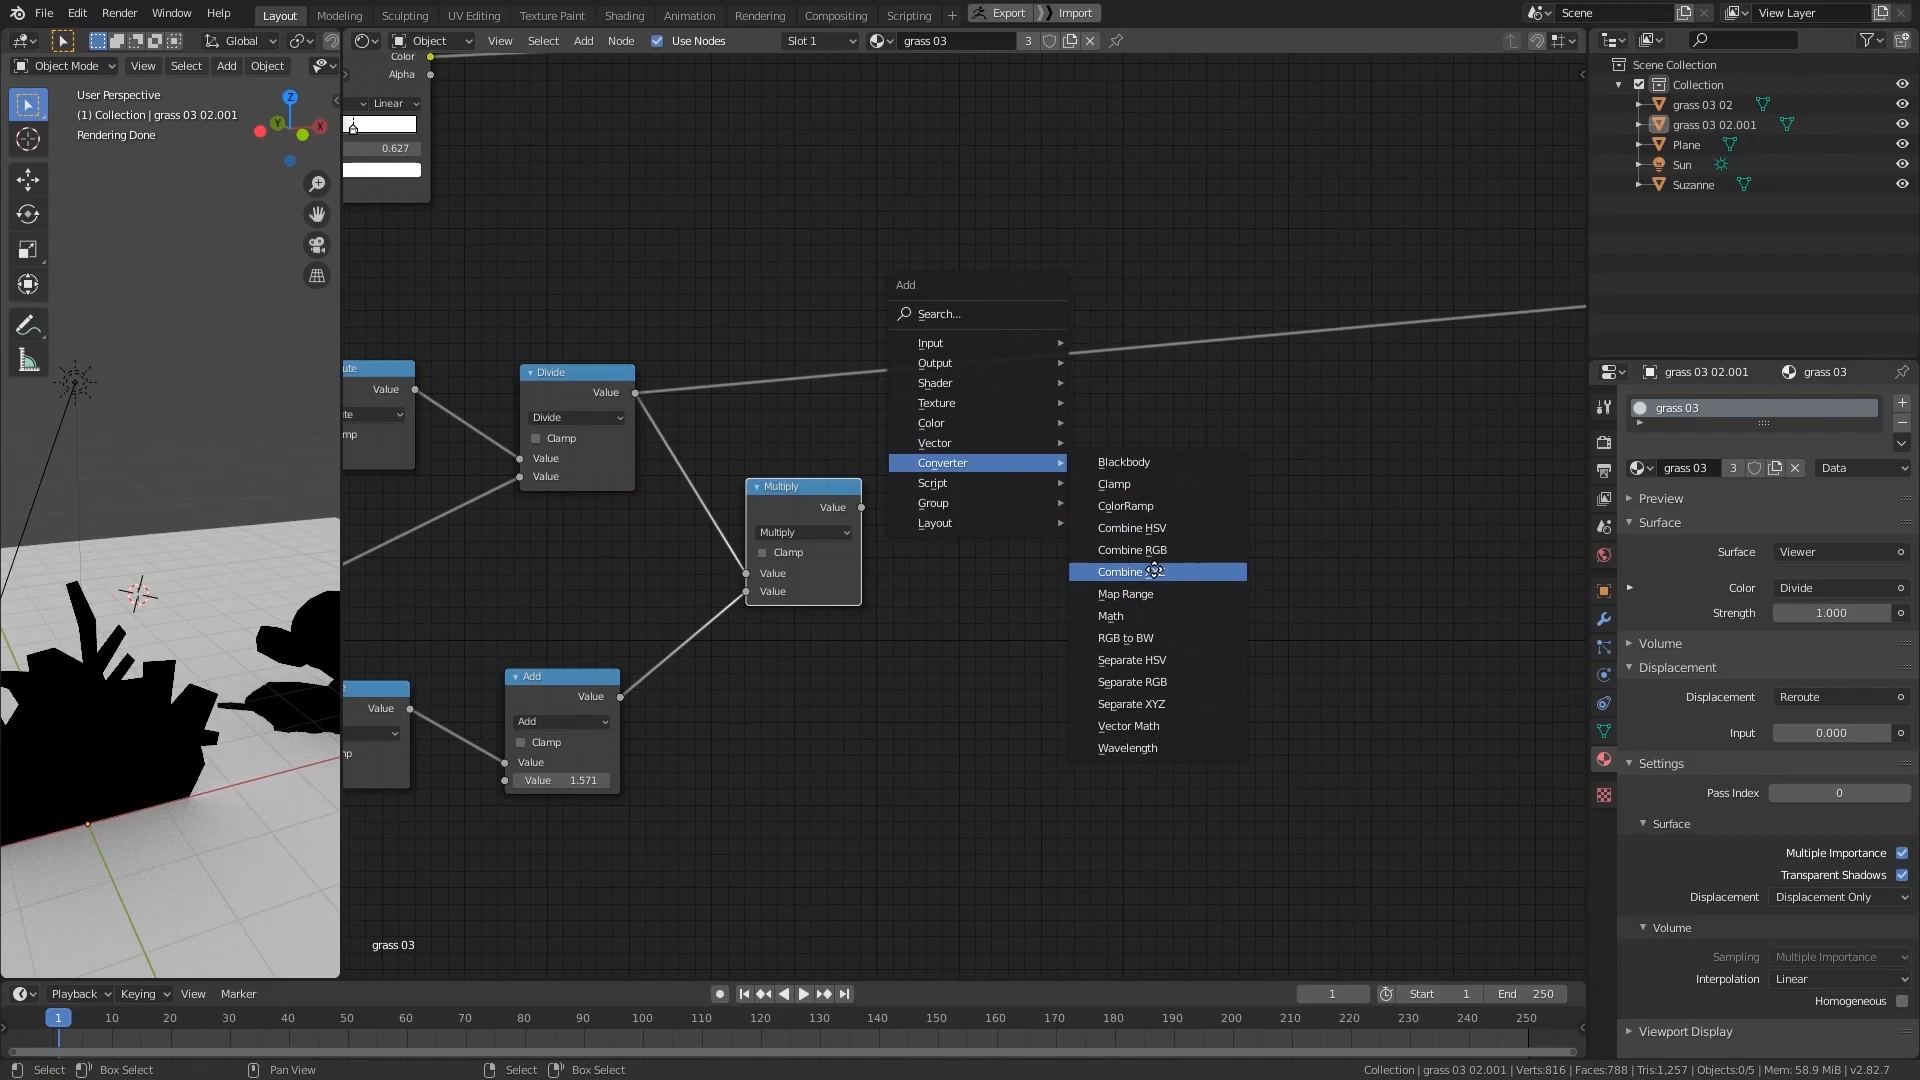 File Edit Render Window Help Layout Modeling Sculpting UV Editing Texture Paint Shading Animation Rendering Compositing Scripting + Export Import Scene View Layer
Global Object View Select Add Node Use Nodes Slot 1 grass 03 3
Object Mode View Select Add Object
User Perspective
(1) Collection | grass 03 02.001
Rendering Done
Z
Y
X
Color
Alpha
Linear
0.627
Value
Divide
Value
Divide
Clamp
Value
Value
Multiply
Value
Multiply
Clamp
Value
Value
Value
Add
Value
Add
Clamp
Value
Value 1.571
grass 03
Add
Search...
Input
Output
Shader
Texture
Color
Vector
Converter
Script
Group
Layout
Blackbody
Clamp
ColorRamp
Combine HSV
Combine RGB
Combine
Map Range
Math
RGB to BW
Separate HSV
Separate RGB
Separate XYZ
Vector Math
Wavelength
Scene Collection
Collection
grass 03 02
grass 03 02.001
Plane
Sun
Suzanne
grass 03 02.001 grass 03
grass 03
grass 03 3 Data
Preview
Surface
Surface Viewer
Color Divide
Strength 1.000
Volume
Displacement
Displacement Reroute
Input 0.000
Settings
Pass Index 0
Surface
Multiple Importance
Transparent Shadows
Displacement Displacement Only
Volume
Sampling Multiple Importance
Interpolation Linear
Homogeneous
Viewport Display
Playback Keying View Marker 1 Start 1 End 250
1 10 20 30 40 50 60 70 80 90 100 110 120 130 140 150 160 170 180 190 200 210 220 230 240 250
Select Box Select Pan View Select Box Select Collection | grass 03 02.001 | Verts:816 | Faces:788 | Tris:1,257 | Objects:0/5 | Mem: 58.9 MiB | v2.82.7